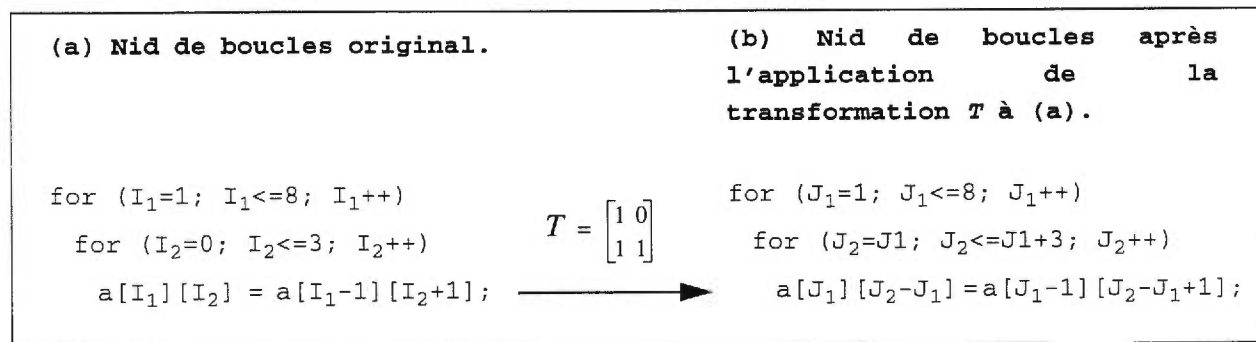 (a) Nid de boucles original.
for (I₁=1; I₁<=8; I₁++)
for (I₂=0; I₂<=3; I₂++)
a[I₁][I₂] = a[I₁-1][I₂+1];
T = [1 0
1 1]
(b) Nid de boucles après
l'application de la
transformation T à (a).
for (J₁=1; J₁<=8; J₁++)
for (J₂=J1; J₂<=J1+3; J₂++)
a[J₁][J₂-J₁]=a[J₁-1][J₂-J₁+1];